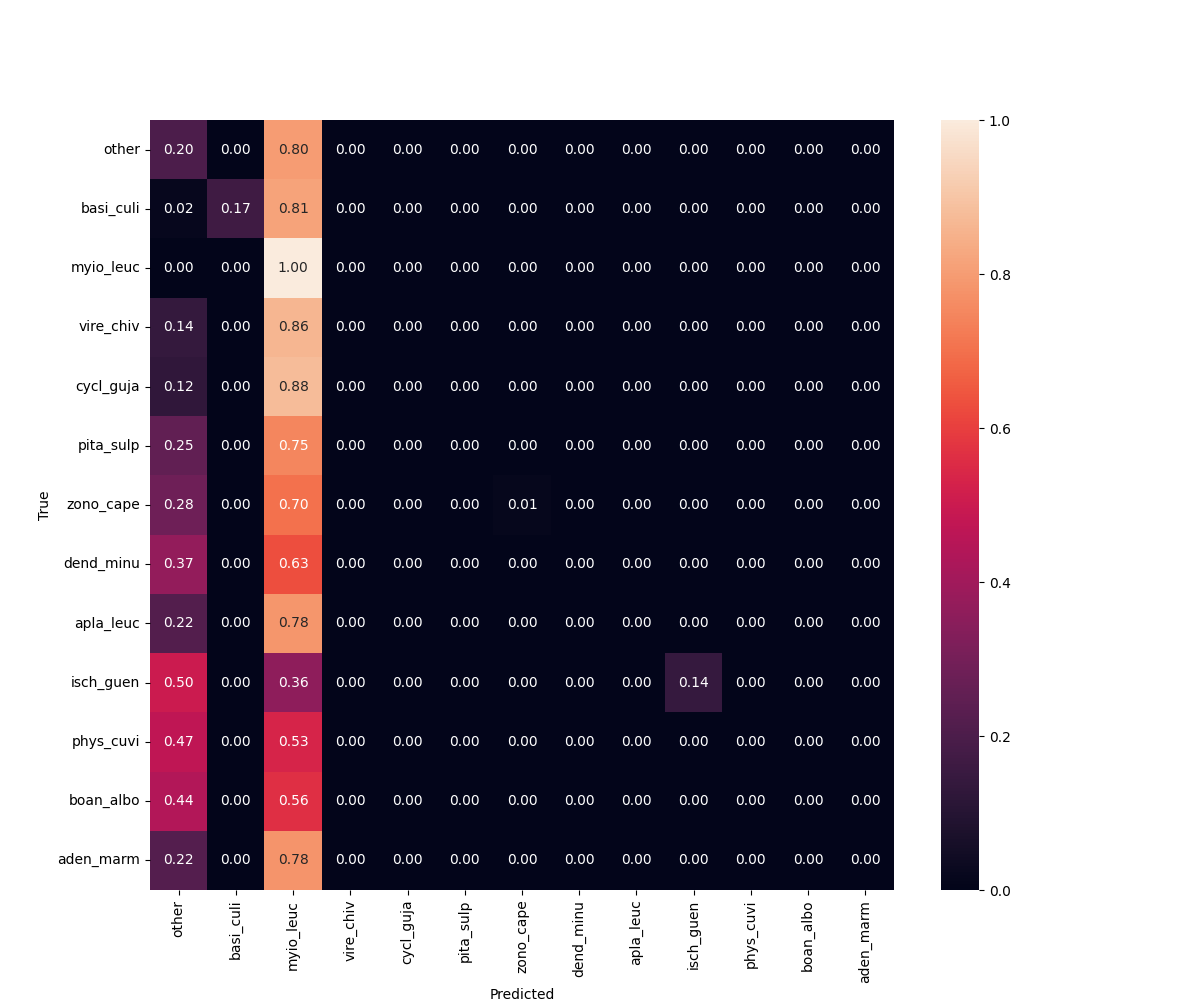 other 0.20 0.00 0.80 0.00 0.00 0.00 0.00 0.00 0.00 0.00 0.00 0.00 0.00
basi_culi 0.02 0.17 0.81 0.00 0.00 0.00 0.00 0.00 0.00 0.00 0.00 0.00 0.00
myio_leuc 0.00 0.00 1.00 0.00 0.00 0.00 0.00 0.00 0.00 0.00 0.00 0.00 0.00
vire_chiv 0.14 0.00 0.86 0.00 0.00 0.00 0.00 0.00 0.00 0.00 0.00 0.00 0.00
cycl_guja 0.12 0.00 0.88 0.00 0.00 0.00 0.00 0.00 0.00 0.00 0.00 0.00 0.00
pita_sulp 0.25 0.00 0.75 0.00 0.00 0.00 0.00 0.00 0.00 0.00 0.00 0.00 0.00
zono_cape 0.28 0.00 0.70 0.00 0.00 0.00 0.01 0.00 0.00 0.00 0.00 0.00 0.00
dend_minu 0.37 0.00 0.63 0.00 0.00 0.00 0.00 0.00 0.00 0.00 0.00 0.00 0.00
apla_leuc 0.22 0.00 0.78 0.00 0.00 0.00 0.00 0.00 0.00 0.00 0.00 0.00 0.00
isch_guen 0.50 0.00 0.36 0.00 0.00 0.00 0.00 0.00 0.00 0.14 0.00 0.00 0.00
phys_cuvi 0.47 0.00 0.53 0.00 0.00 0.00 0.00 0.00 0.00 0.00 0.00 0.00 0.00
boan_albo 0.44 0.00 0.56 0.00 0.00 0.00 0.00 0.00 0.00 0.00 0.00 0.00 0.00
aden_marm 0.22 0.00 0.78 0.00 0.00 0.00 0.00 0.00 0.00 0.00 0.00 0.00 0.00
True
other basi_culi myio_leuc vire_chiv cycl_guja pita_sulp zono_cape dend_minu apla_leuc isch_guen phys_cuvi boan_albo aden_marm
Predicted
1.0
0.8
0.6
0.4
0.2
0.0